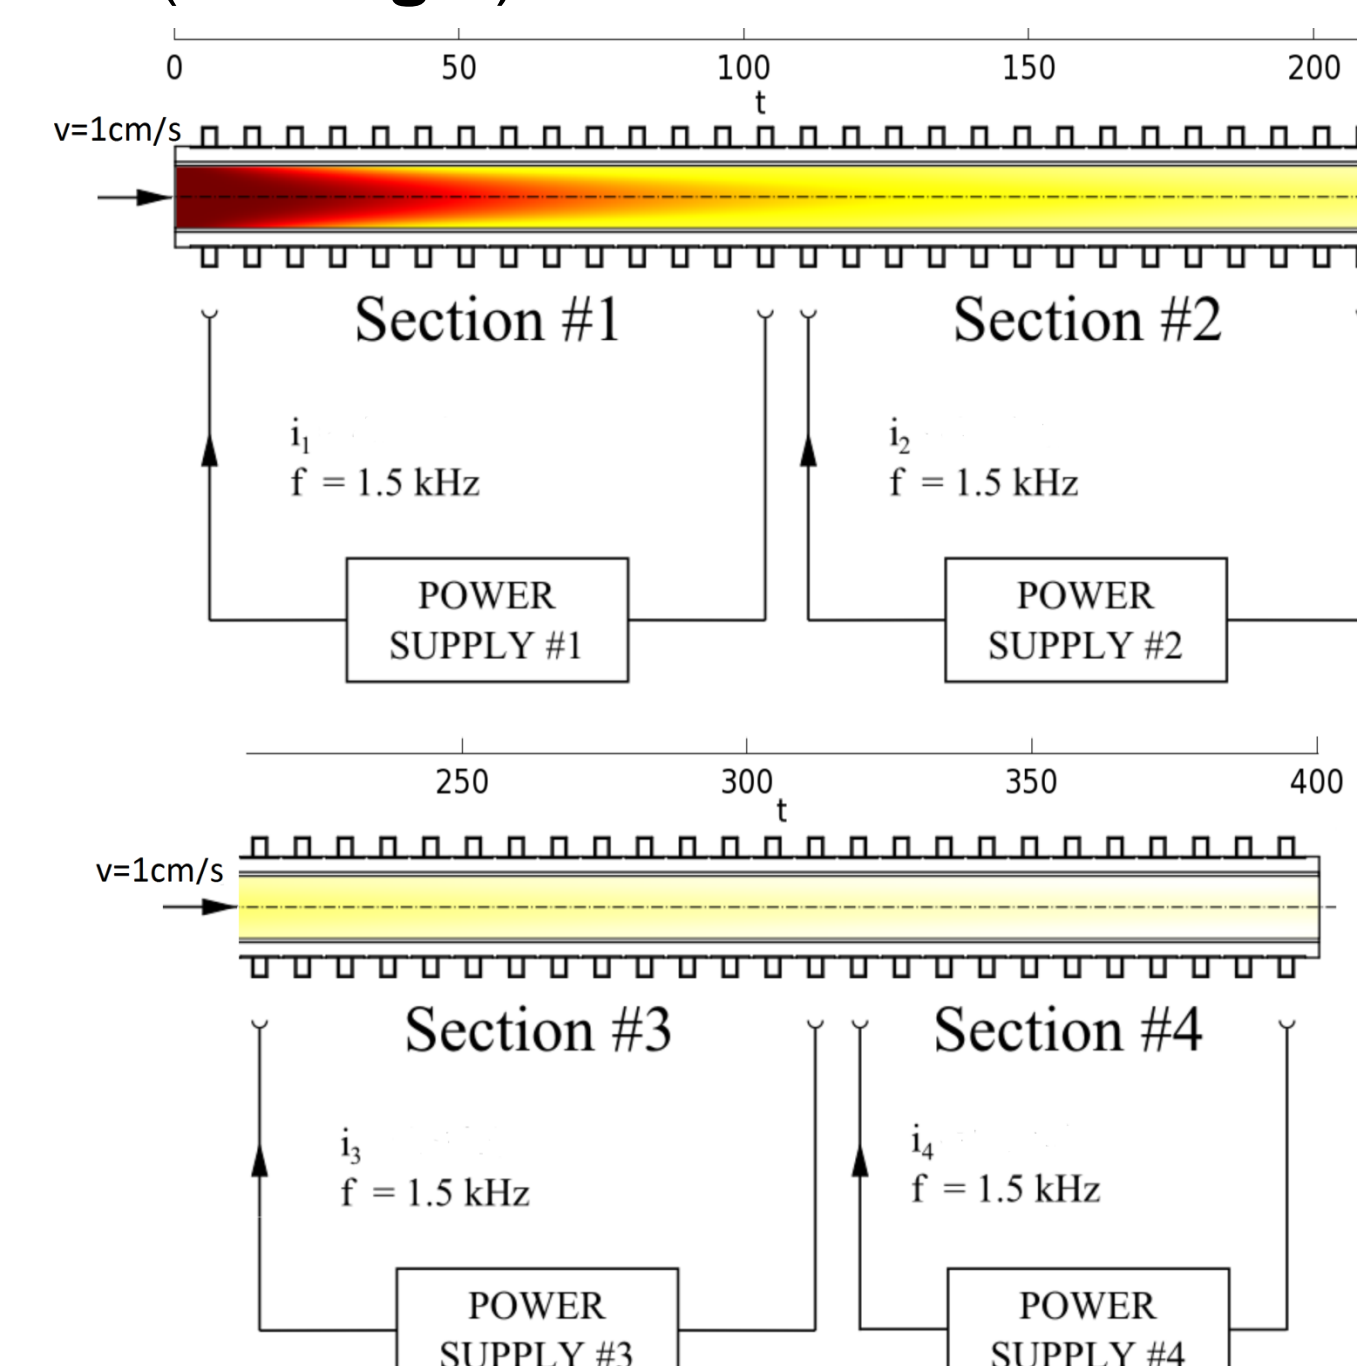 0 50 100 150 200
t
v=1cm/s
Section #1 Section #2
i₁ i₂
f = 1.5 kHz f = 1.5 kHz
POWER POWER
SUPPLY #1 SUPPLY #2
250 300 350 400
t
v=1cm/s
Section #3 Section #4
i₃ i₄
f = 1.5 kHz f = 1.5 kHz
POWER POWER
SUPPLY #3 SUPPLY #4